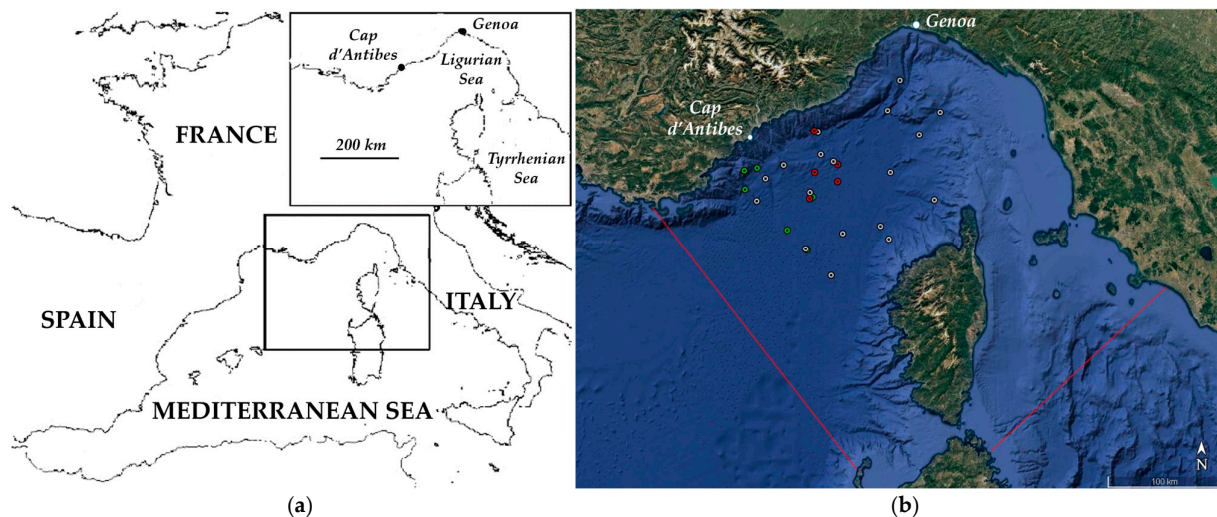 FRANCE
SPAIN
ITALY
MEDITERRANEAN SEA
Genoa
Cap
d'Antibes
Ligurian
Sea
200 km
Tyrrhenian
Sea
(a)
Genoa
Cap
d'Antibes
N
100 km
(b)